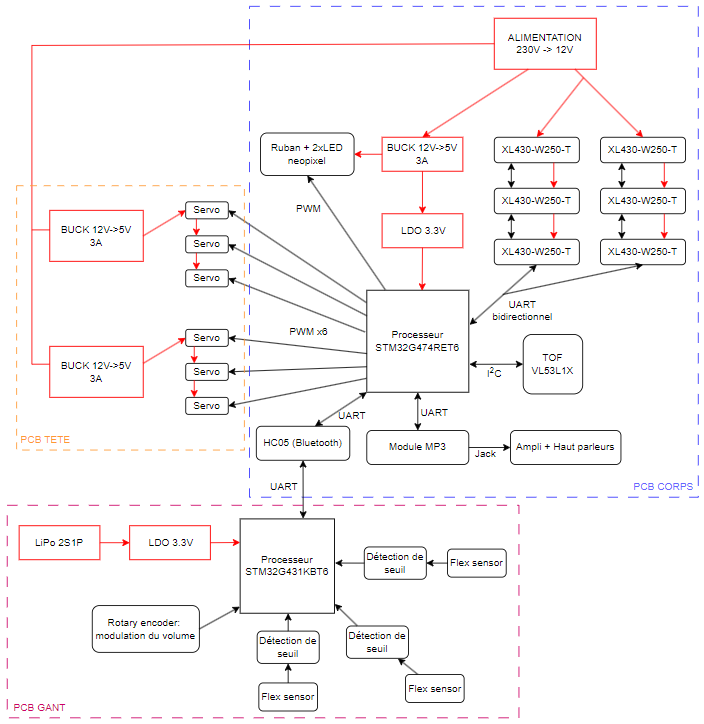 ALIMENTATION
230V -> 12V
Ruban + 2xLED
neopixel
BUCK 12V->5V
3A
XL430-W250-T
XL430-W250-T
XL430-W250-T
XL430-W250-T
PWM
LDO 3.3V
XL430-W250-T
XL430-W250-T
BUCK 12V->5V
3A
Servo
Servo
Servo
UART
bidirectionnel
Processeur
STM32G474RET6
PWM x6
BUCK 12V->5V
3A
Servo
Servo
Servo
I²C
TOF
VL53L1X
UART
UART
PCB TETE
HC05 (Bluetooth)
Module MP3
Jack
Ampli + Haut parleurs
UART
PCB CORPS
LiPo 2S1P
LDO 3.3V
Processeur
STM32G431KBT6
Détection de
seuil
Flex sensor
Rotary encoder:
modulation du volume
Détection de
seuil
Détection de
seuil
Flex sensor
Flex sensor
PCB GANT